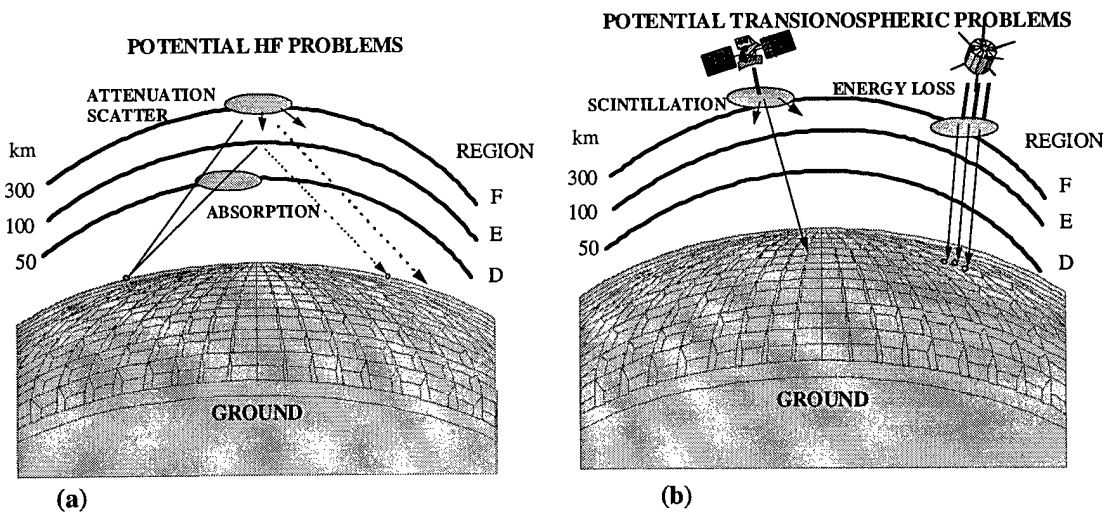 POTENTIAL HF PROBLEMS
ATTENUATION
SCATTER
km
REGION
300
F
100
ABSORPTION
E
50
D
GROUND
(a)
POTENTIAL TRANSIONOSPHERIC PROBLEMS
SCINTILLATION
ENERGY LOSS
km
REGION
300
F
100
E
50
D
GROUND
(b)